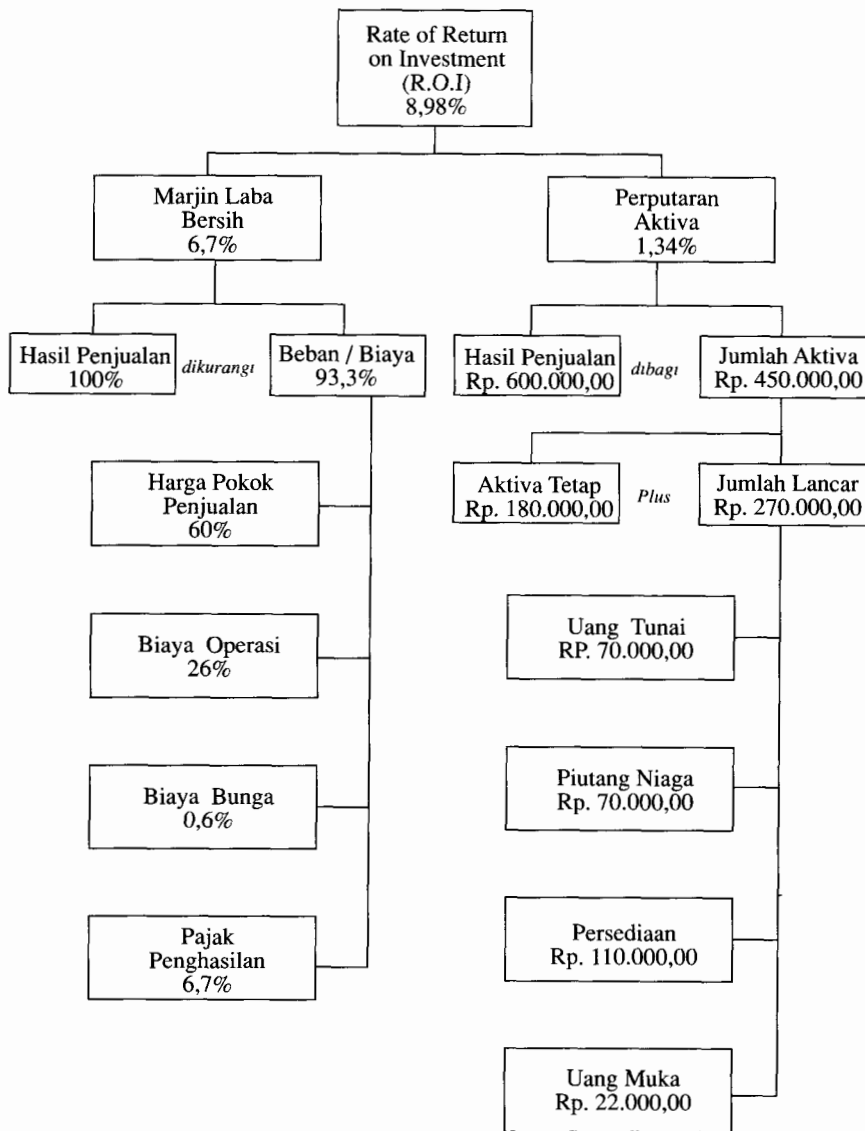 Rate of Return
on Investment
(R.O.I)
8,98%
Marjin Laba
Bersih
6,7%
Perputaran
Aktiva
1,34%
Hasil Penjualan
100%
dikurangi
Beban / Biaya
93,3%
Hasil Penjualan
Rp. 600.000,00
dibagi
Jumlah Aktiva
Rp. 450.000,00
Harga Pokok
Penjualan
60%
Aktiva Tetap
Rp. 180.000,00
Plus
Jumlah Lancar
Rp. 270.000,00
Biaya Operasi
26%
Uang Tunai
RP. 70.000,00
Biaya Bunga
0,6%
Piutang Niaga
Rp. 70.000,00
Pajak
Penghasilan
6,7%
Persediaan
Rp. 110.000,00
Uang Muka
Rp. 22.000,00